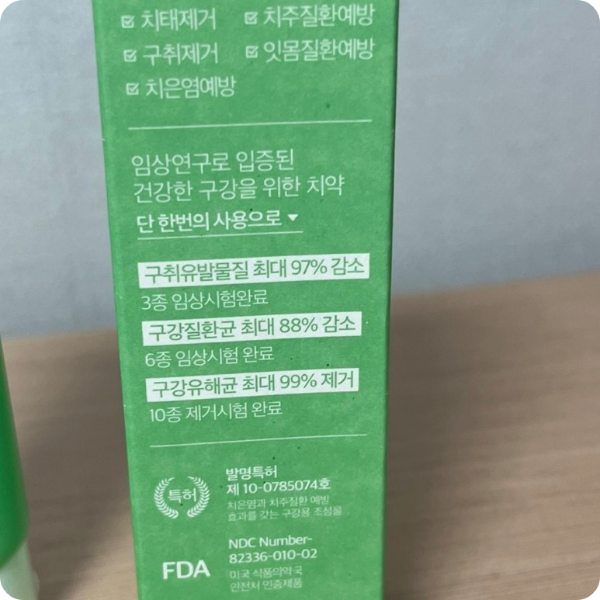 치태제거 치주질환예방
구취제거 잇몸질환예방
치은염예방
임상연구로 입증된
건강한 구강을 위한 치약
단 한번의 사용으로
구취유발물질 최대 97% 감소
3종 임상시험완료
구강질환균 최대 88% 감소
6종 임상시험 완료
구강유해균 최대 99% 제거
10종 제거시험 완료
특허
발명특허
제 10-0785074호
치은염과 치주질환 예방
효과를 갖는 구강용 조성물
FDA
NDC Number-
82336-010-02
미국 식품의약국
안전처 인증제품